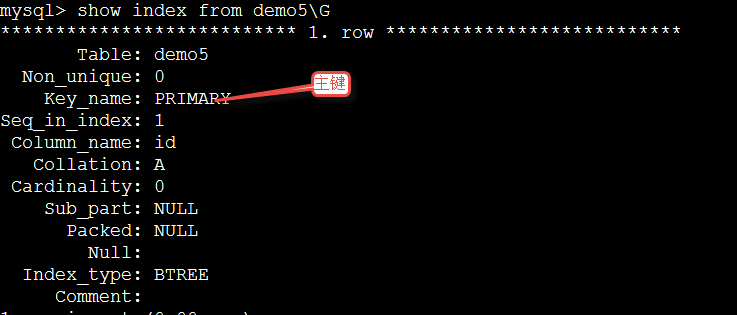 mysql> show index from demo5\G
*************************** 1. row ***************************
Table: demo5
Non_unique: 0
Key_name: PRIMARY
主键
Seq_in_index: 1
Column_name: id
Collation: A
Cardinality: 0
Sub_part: NULL
Packed: NULL
Null:
Index_type: BTREE
Comment: